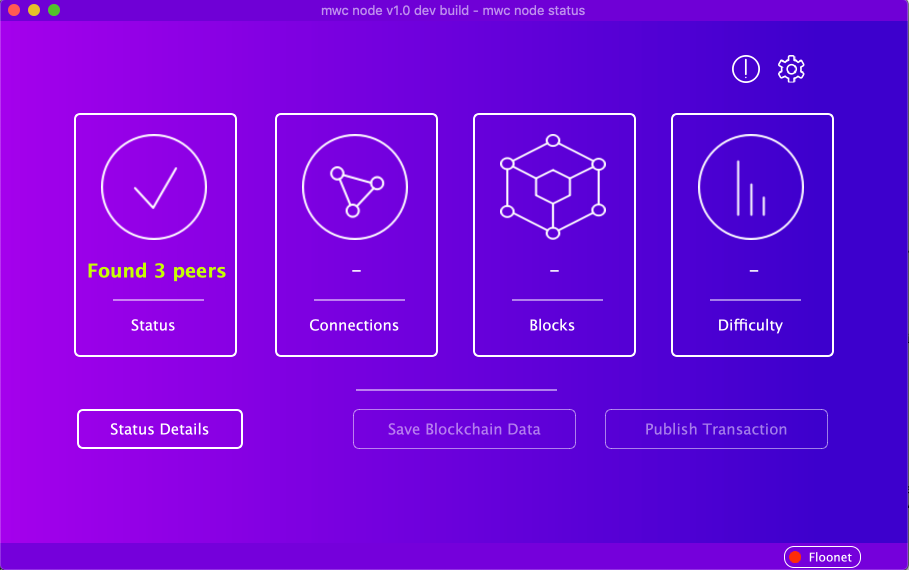 mwc node v1.0 dev build - mwc node status
Found 3 peers
Status
–
Connections
–
Blocks
–
Difficulty
Status Details
Save Blockchain Data
Publish Transaction
Floonet